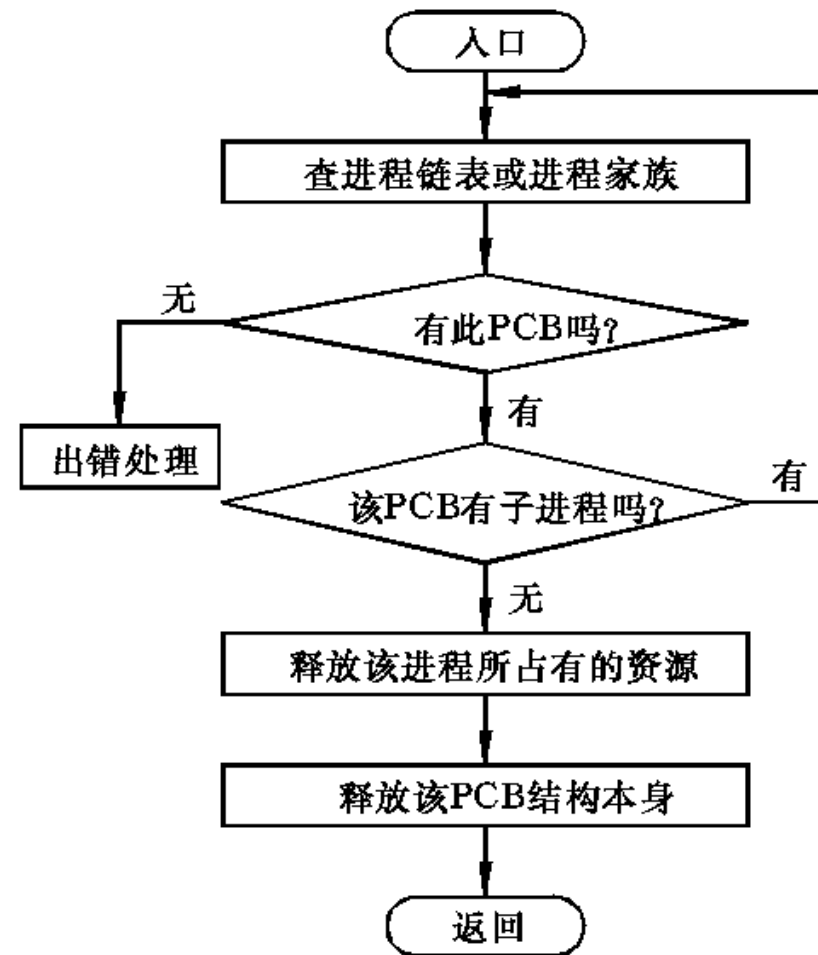 入口
查进程链表或进程家族
无
有此PCB吗?
有
出错处理
有
该PCB有子进程吗?
无
释放该进程所占有的资源
释放该PCB结构本身
返回